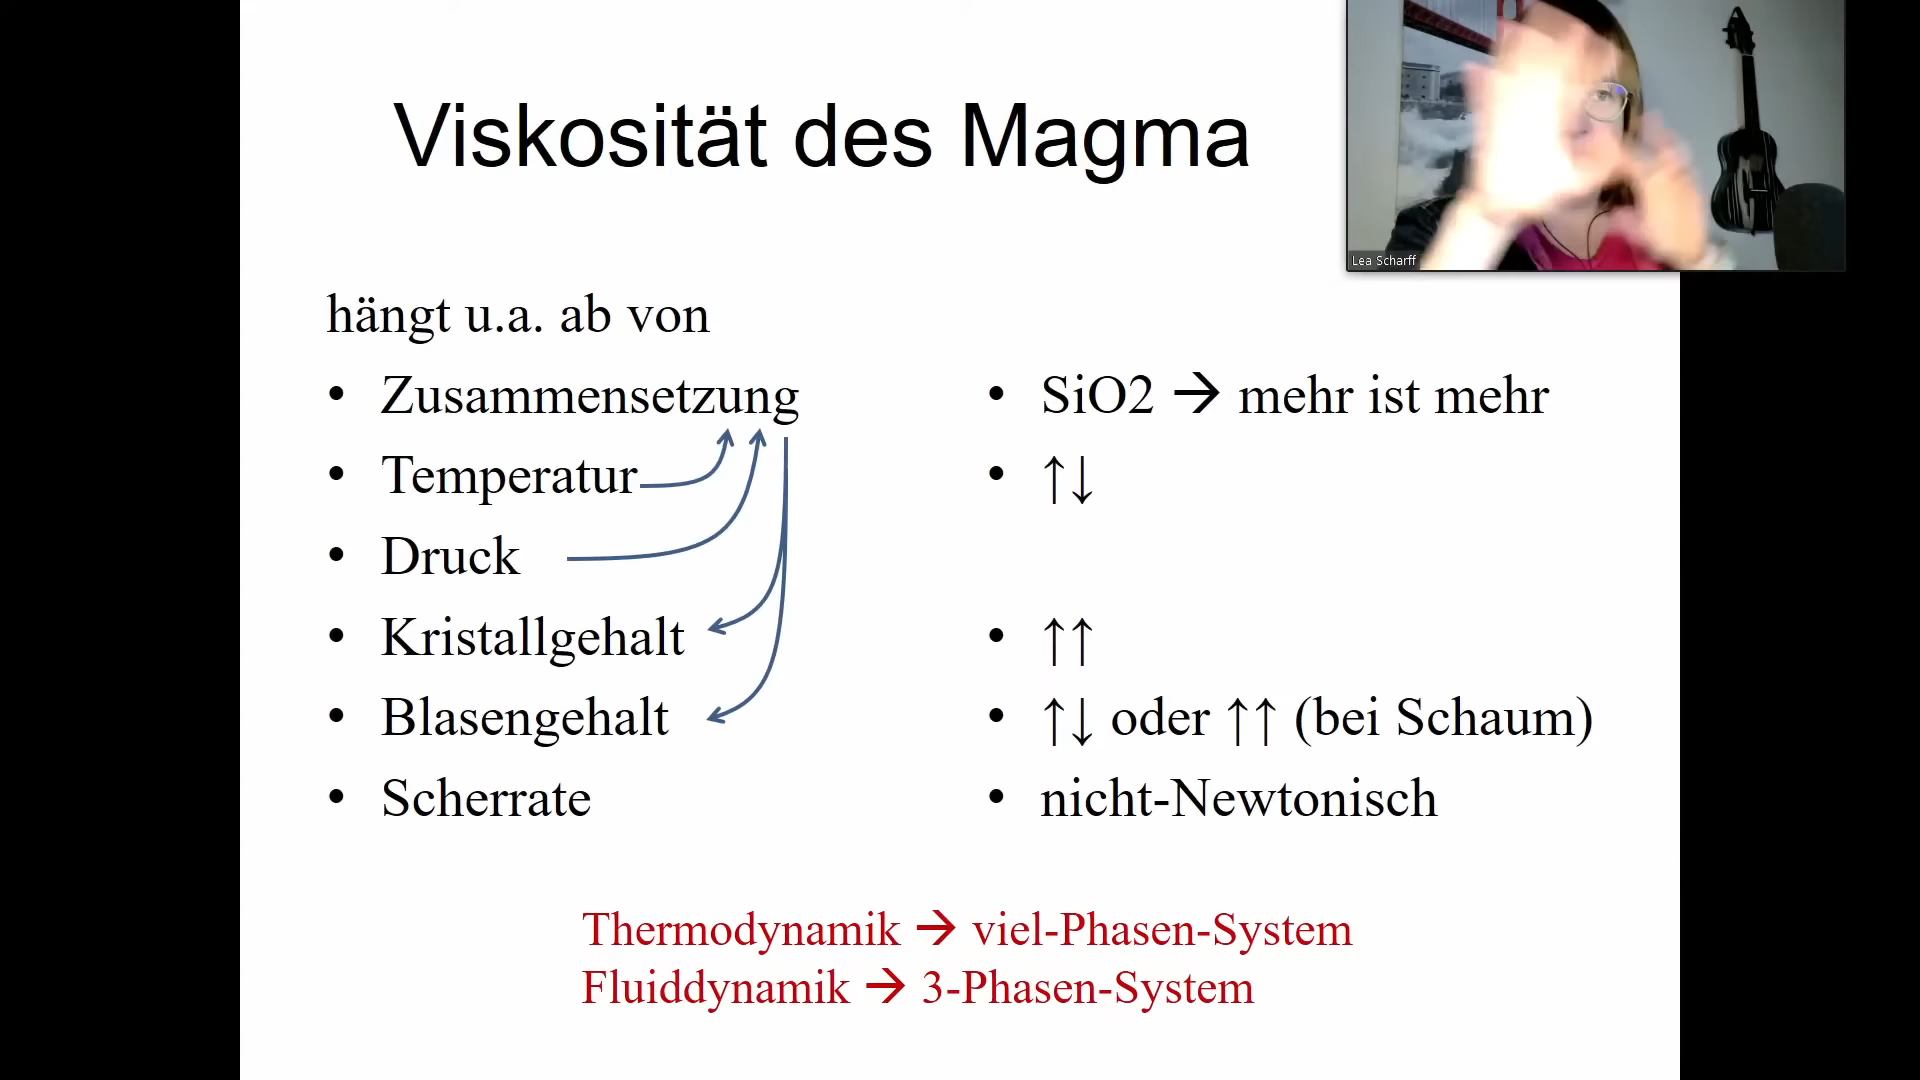 Viskosität des Magma
Lea Scharff
hängt u.a. ab von
• Zusammensetzung
• Temperatur
• Druck
• Kristallgehalt
• Blasengehalt
• Scherrate
• SiO2 → mehr ist mehr
• ↑↓
• ↑↑
• ↑↓ oder ↑↑ (bei Schaum)
• nicht-Newtonisch
Thermodynamik → viel-Phasen-System
Fluiddynamik → 3-Phasen-System